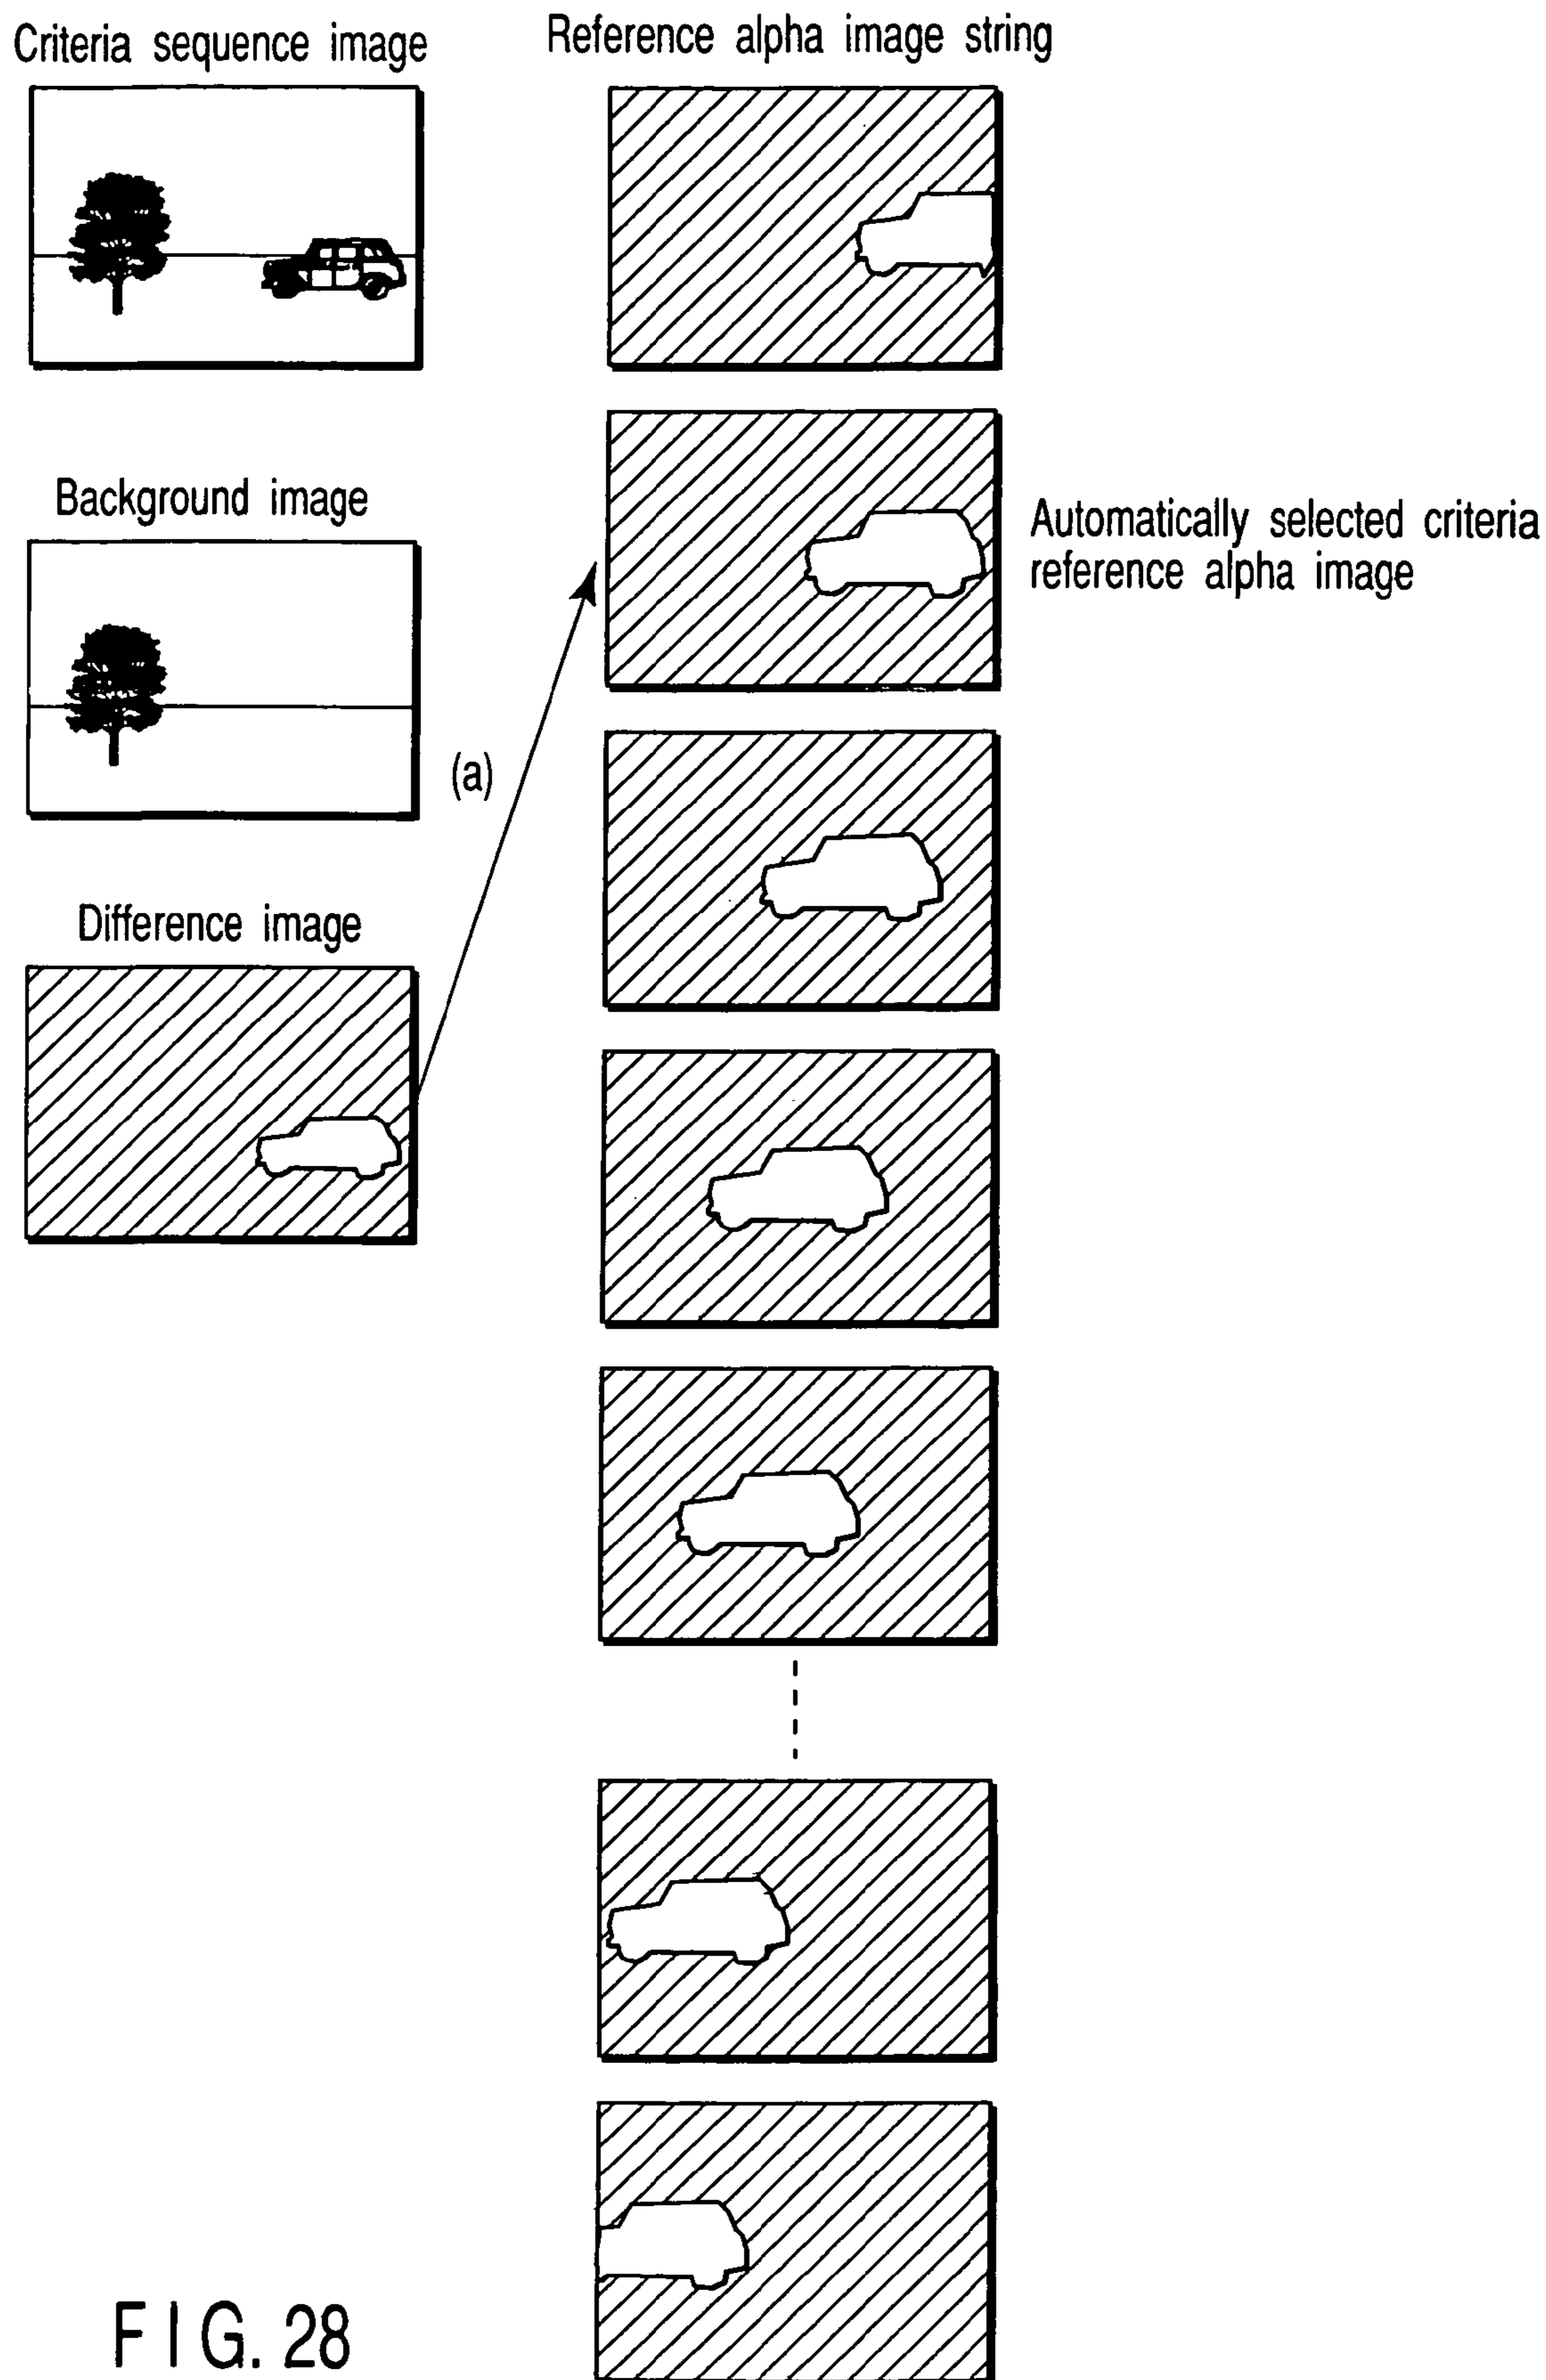 Criteria sequence image
Reference alpha image string
Background image
Automatically selected criteria
reference alpha image
(a)
Difference image
FIG. 28